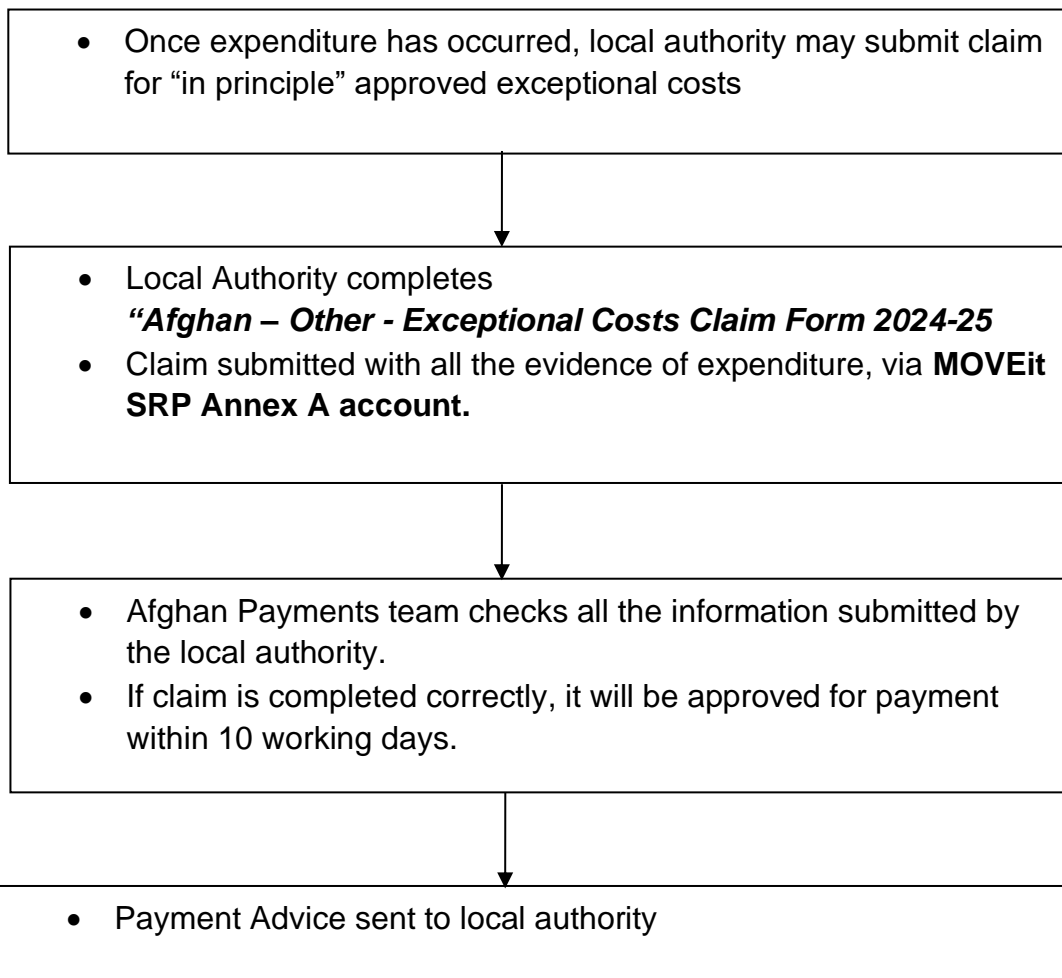 • Once expenditure has occurred, local authority may submit claim
for “in principle” approved exceptional costs
• Local Authority completes
“Afghan – Other - Exceptional Costs Claim Form 2024-25
• Claim submitted with all the evidence of expenditure, via MOVEit
SRP Annex A account.
• Afghan Payments team checks all the information submitted by
the local authority.
• If claim is completed correctly, it will be approved for payment
within 10 working days.
• Payment Advice sent to local authority